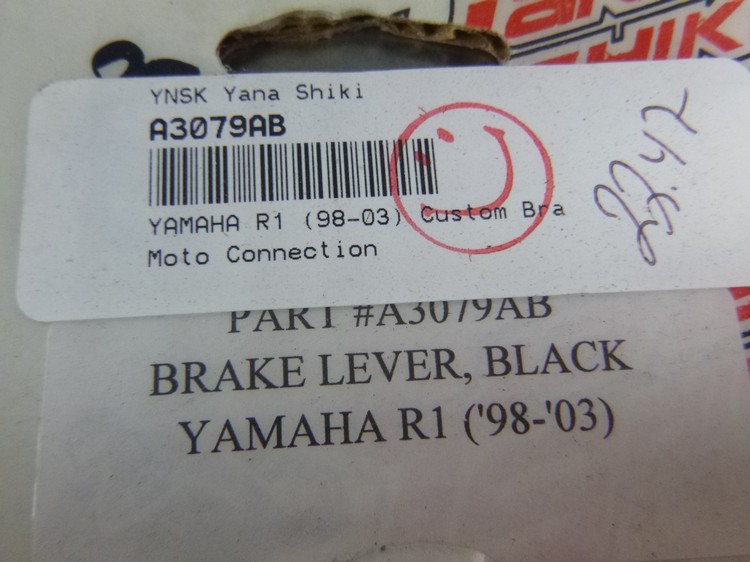 YNSK Yana Shiki
A3079AB
YAMAHA R1 (98-03) Custom Bra
Moto Connection
PART #A3079AB
BRAKE LEVER, BLACK
YAMAHA R1 ('98-'03)